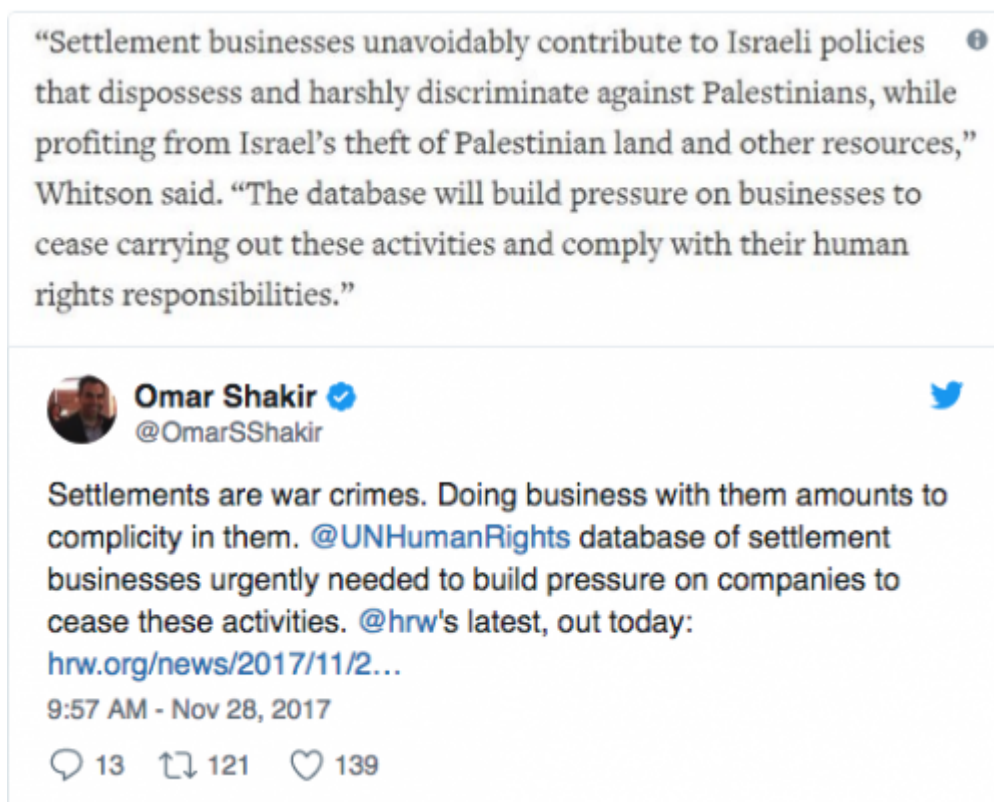 “Settlement businesses unavoidably contribute to Israeli policies
that dispossess and harshly discriminate against Palestinians, while
profiting from Israel’s theft of Palestinian land and other resources,”
Whitson said. “The database will build pressure on businesses to
cease carrying out these activities and comply with their human
rights responsibilities.”
Omar Shakir
@OmarSShakir
Settlements are war crimes. Doing business with them amounts to
complicity in them. @UNHumanRights database of settlement
businesses urgently needed to build pressure on companies to
cease these activities. @hrw's latest, out today:
hrw.org/news/2017/11/2…
9:57 AM - Nov 28, 2017
13 121 139